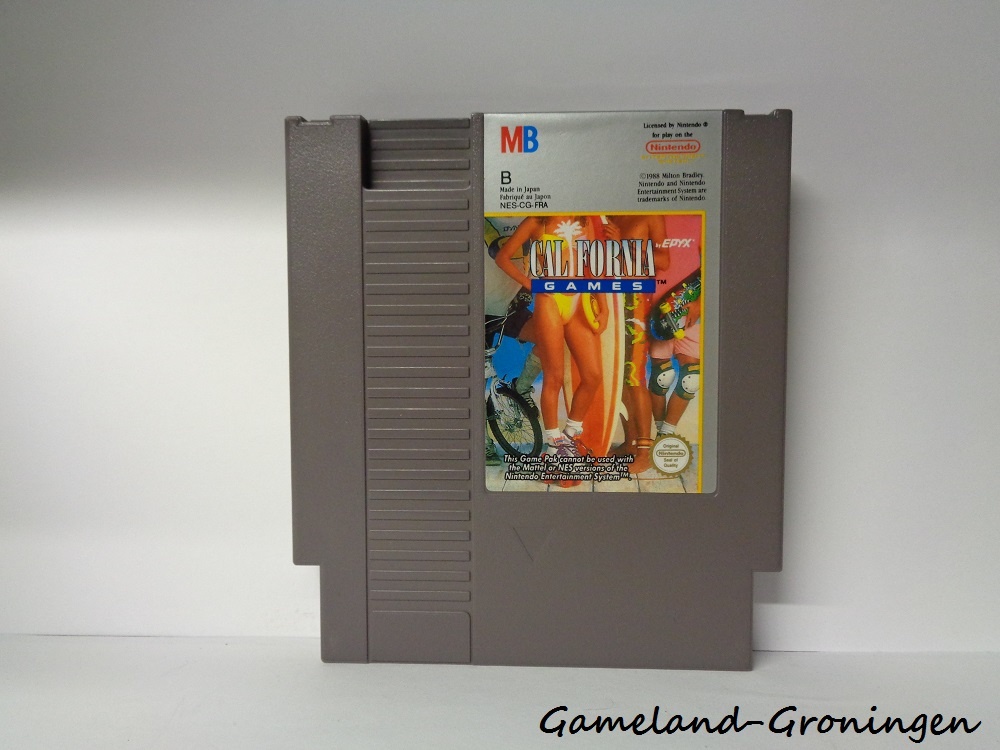 MB
Licensed by Nintendo®
for play on the
Nintendo
B
Made in Japan
Fabriqué au Japon
NES-CG-FRA
©1988 Milton Bradley.
Nintendo and Nintendo
Entertainment System are
trademarks of Nintendo
CALIFORNIA
by EPYX®
GAMES™
This Game Pak cannot be used with
the Mattel or NES versions of the
Nintendo Entertainment System™.
Original
Nintendo
Seal of
Quality
Gameland-Groningen